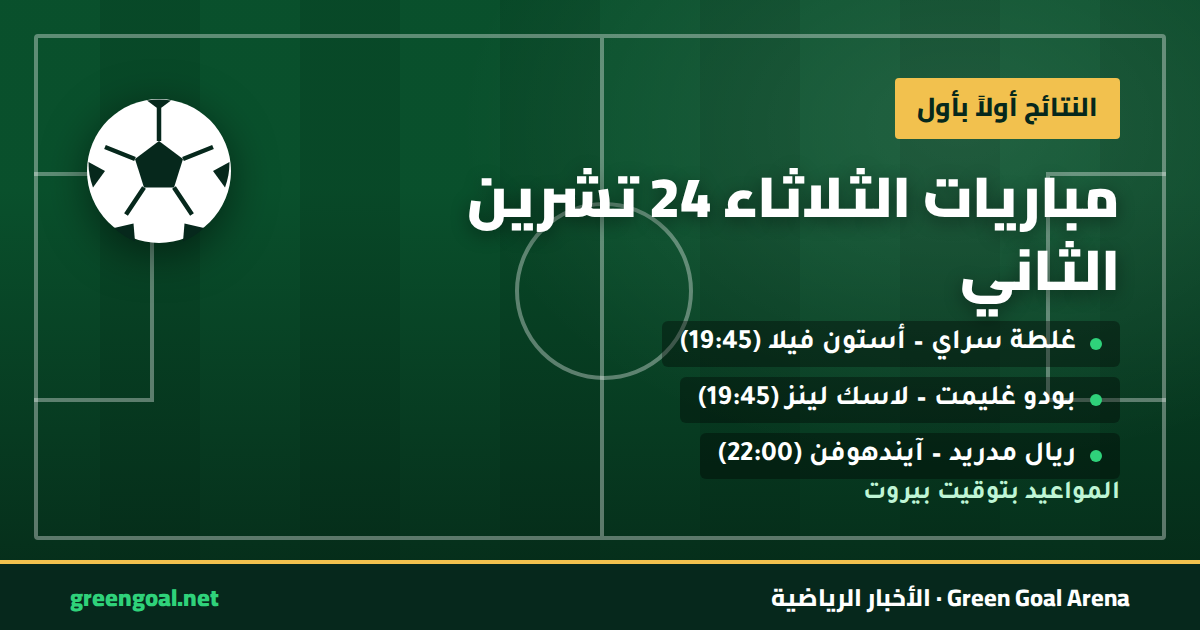 النتائج أولاً بأول
مباريات الثلاثاء 24 تشرين
الثاني
غلطة سراي - أستون فيلا (19:45)
بودو غليمت - لاسك لينز (19:45)
ريال مدريد - آيندهوفن (22:00)
المواعيد بتوقيت بيروت
Green Goal Arena · الأخبار الرياضية
greengoal.net